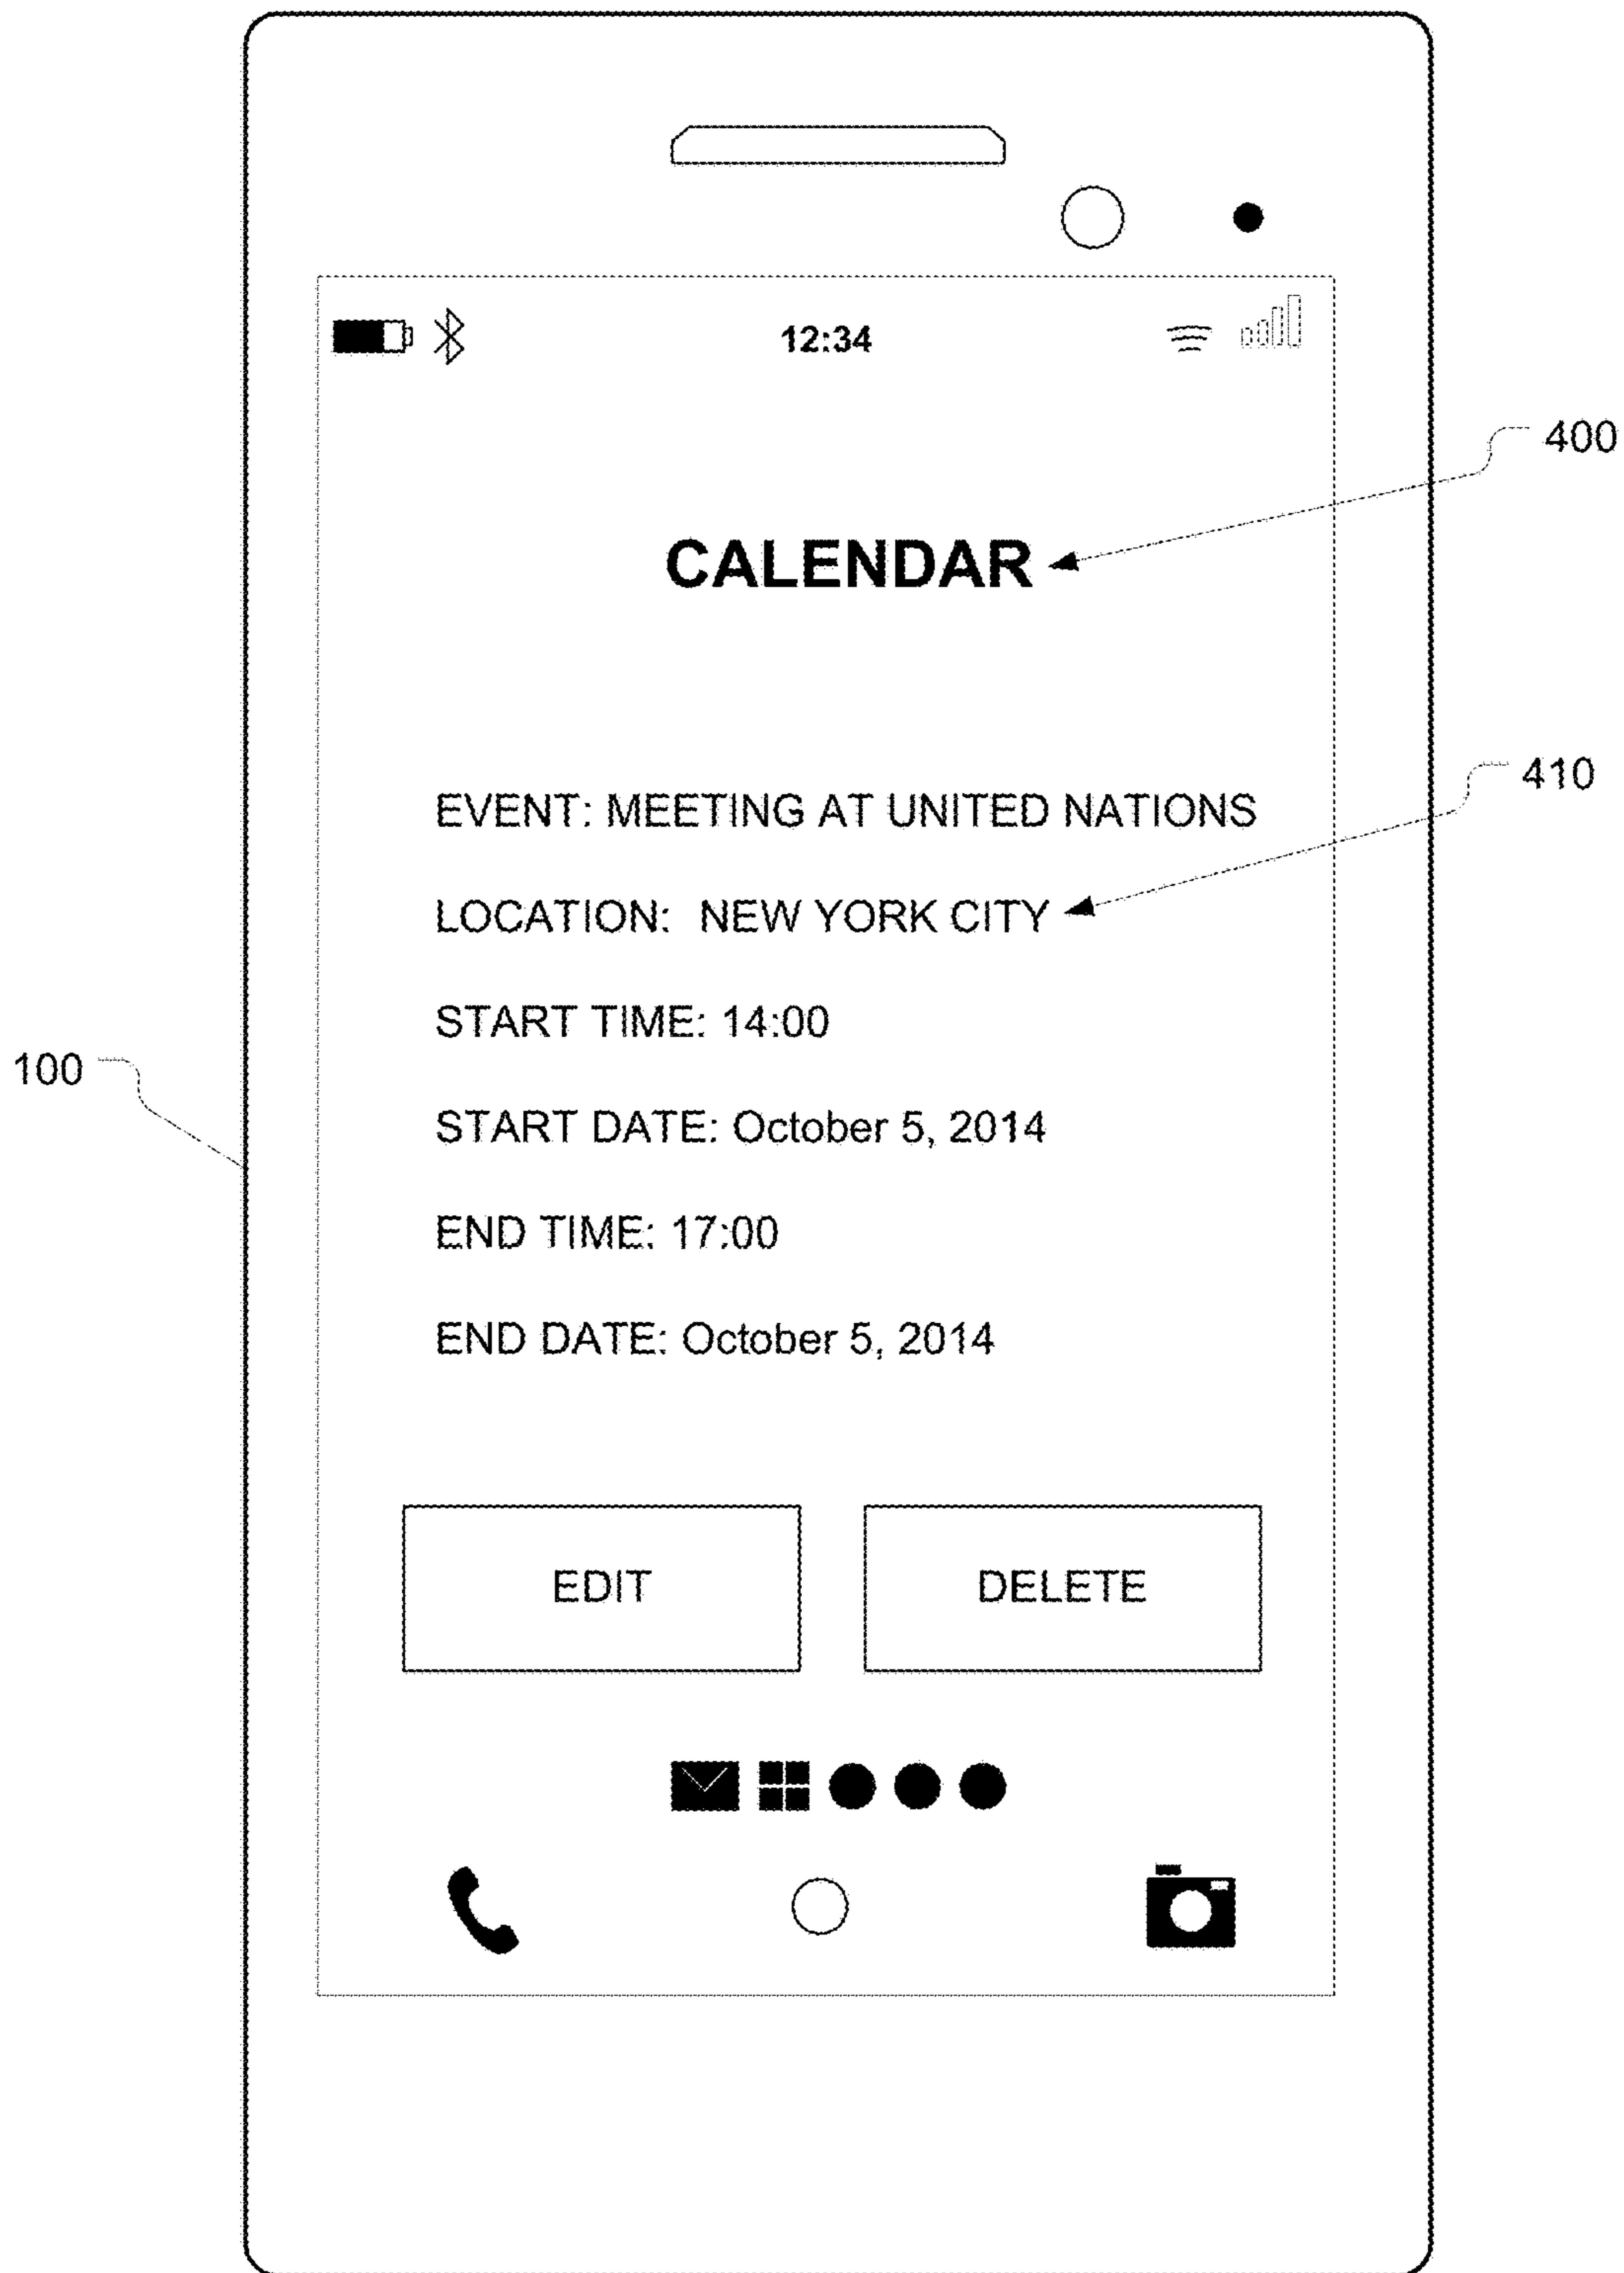 12:34
400
CALENDAR
410
EVENT: MEETING AT UNITED NATIONS
LOCATION: NEW YORK CITY
START TIME: 14:00
100
START DATE: October 5, 2014
END TIME: 17:00
END DATE: October 5, 2014
EDIT
DELETE